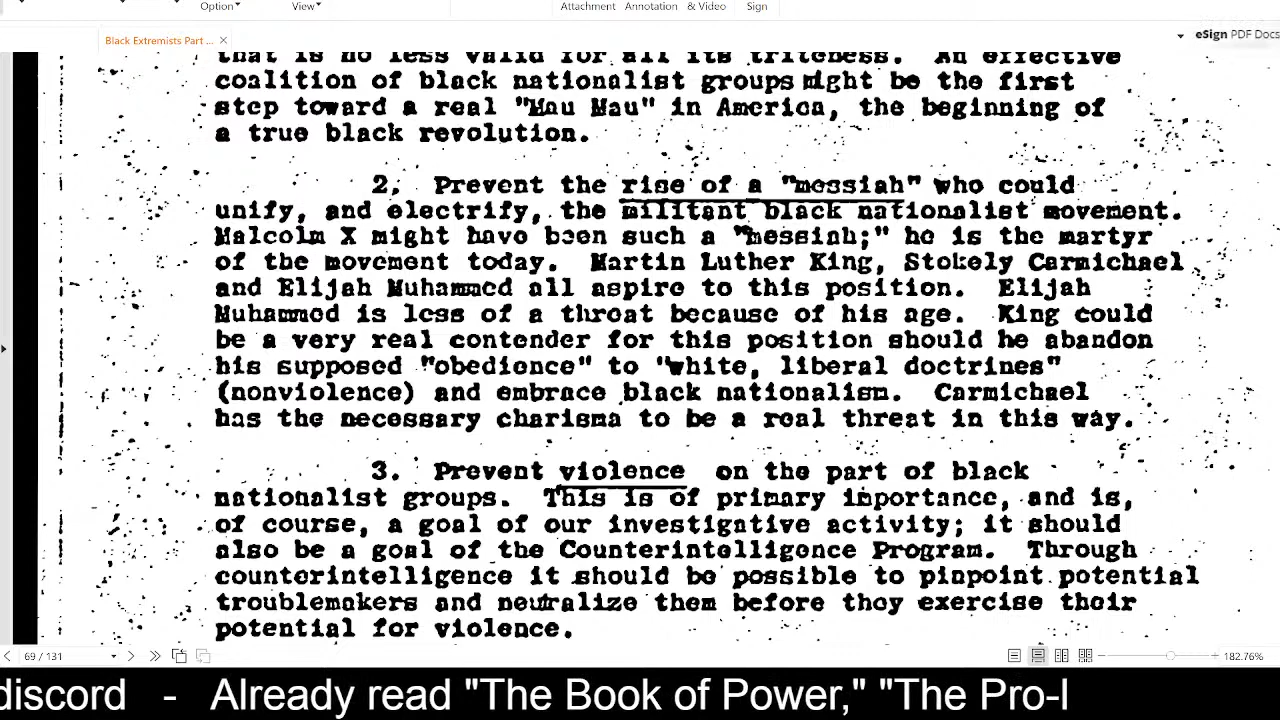 Option View Attachment Annotation & Video Sign
Black Extremists Part ... eSign PDF Docs
that is no less valid for all its triteness. An effective
coalition of black nationalist groups might be the first
step toward a real "Mau Mau" in America, the beginning of
a true black revolution.
2. Prevent the rise of a "messiah" who could
unify, and electrify, the militant black nationalist movement.
Malcolm X might have been such a "messiah;" he is the martyr
of the movement today. Martin Luther King, Stokely Carmichael
and Elijah Muhammed all aspire to this position. Elijah
Muhammed is less of a threat because of his age. King could
be a very real contender for this position should he abandon
his supposed "obedience" to "white, liberal doctrines"
(nonviolence) and embrace black nationalism. Carmichael
has the necessary charisma to be a real threat in this way.
3. Prevent violence on the part of black
nationalist groups. This is of primary importance, and is,
of course, a goal of our investigative activity; it should
also be a goal of the Counterintelligence Program. Through
counterintelligence it should be possible to pinpoint potential
troublemakers and neutralize them before they exercise their
potential for violence.
69 / 131 182.76%
discord - Already read "The Book of Power," "The Pro-